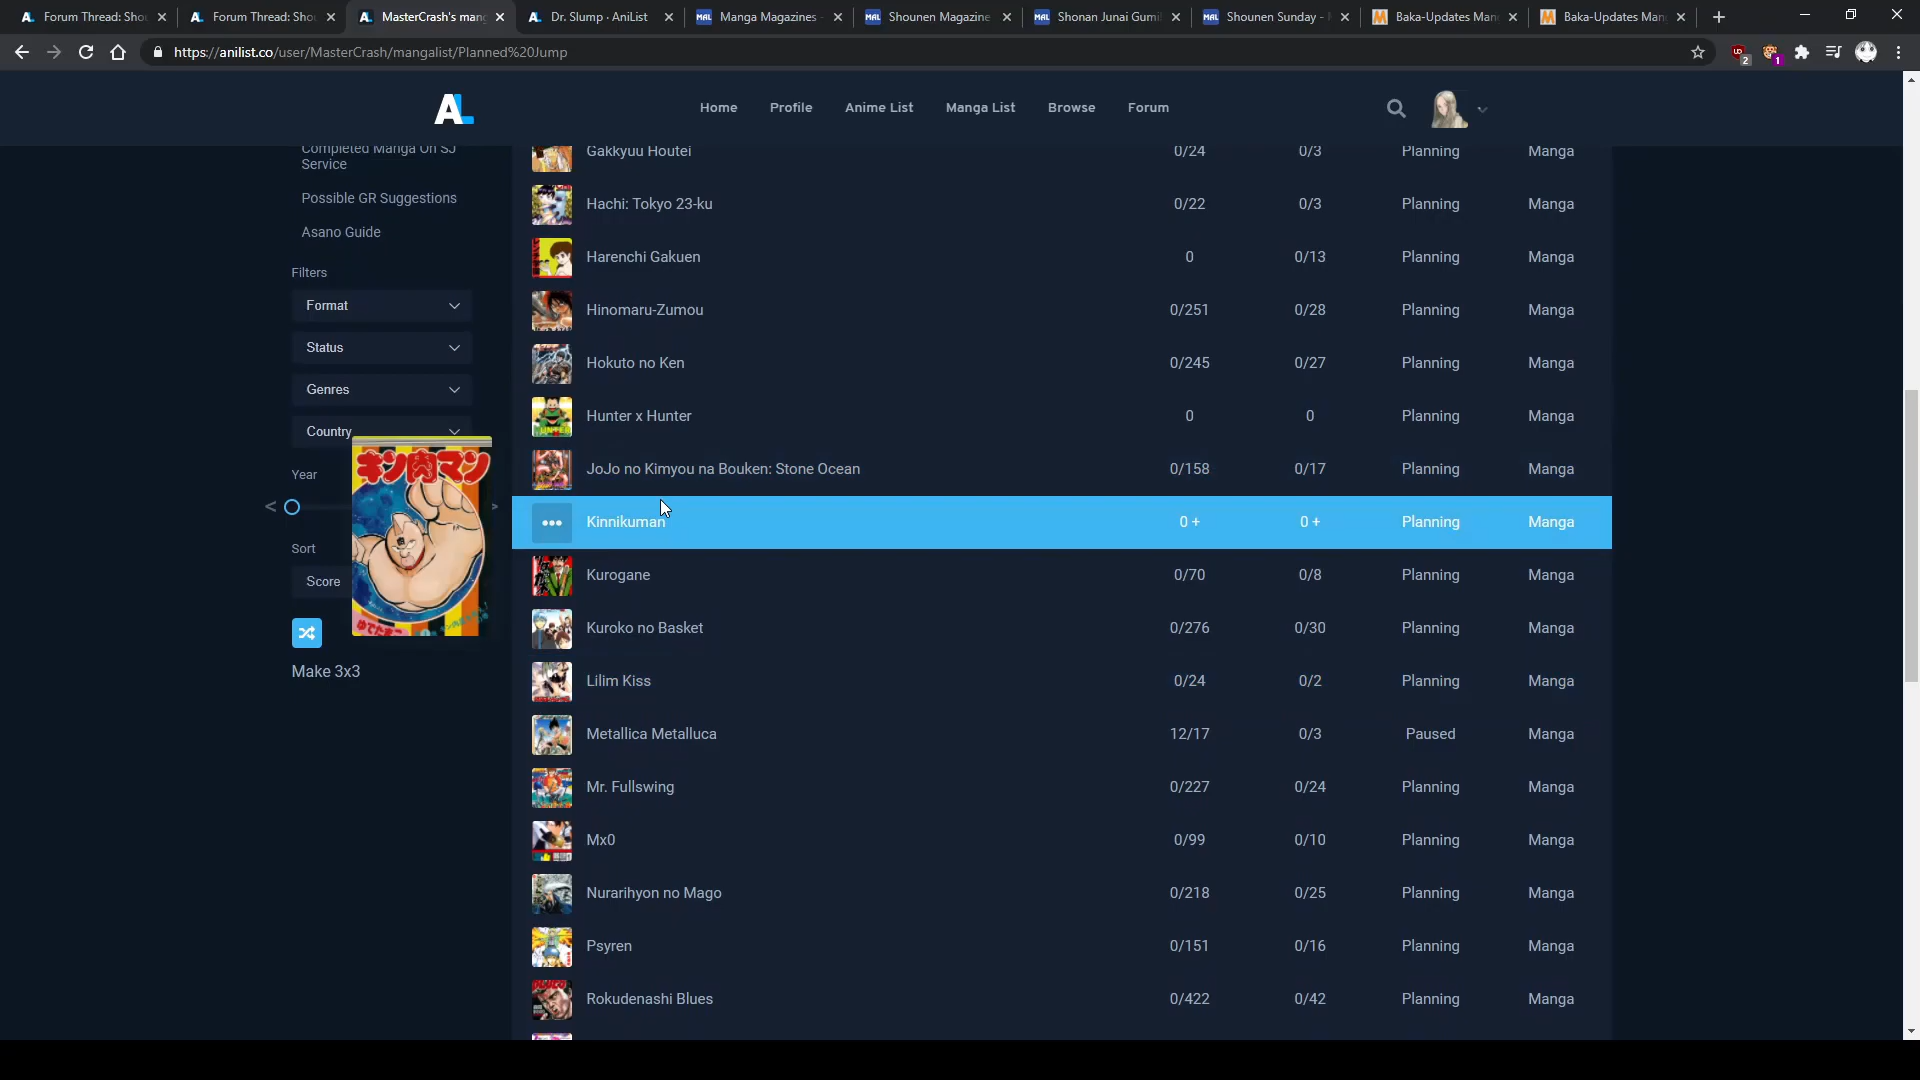 Forum Thread: Sho
Forum Thread: Sho
MasterCrash's mang
Dr. Slump · AniList
Manga Magazines -
Shounen Magazine
Shonan Junai Gumi
Shounen Sunday -
Baka-Updates Man
Baka-Updates Man
https://anilist.co/user/MasterCrash/mangalist/Planned%20Jump
2
1
AL
Home
Profile
Anime List
Manga List
Browse
Forum
Completed Manga On SJ
Service
Possible GR Suggestions
Asano Guide
Filters
Format
Status
Genres
Country
Year
Sort
Score
Make 3x3
キン肉マン
ゆでたまご
Gakkyuu Houtei 0/24 0/3 Planning Manga
Hachi: Tokyo 23-ku 0/22 0/3 Planning Manga
Harenchi Gakuen 0 0/13 Planning Manga
Hinomaru-Zumou 0/251 0/28 Planning Manga
Hokuto no Ken 0/245 0/27 Planning Manga
Hunter x Hunter 0 0 Planning Manga
JoJo no Kimyou na Bouken: Stone Ocean 0/158 0/17 Planning Manga
Kinnikuman 0 + 0 + Planning Manga
Kurogane 0/70 0/8 Planning Manga
Kuroko no Basket 0/276 0/30 Planning Manga
Lilim Kiss 0/24 0/2 Planning Manga
Metallica Metalluca 12/17 0/3 Paused Manga
Mr. Fullswing 0/227 0/24 Planning Manga
Mx0 0/99 0/10 Planning Manga
Nurarihyon no Mago 0/218 0/25 Planning Manga
Psyren 0/151 0/16 Planning Manga
Rokudenashi Blues 0/422 0/42 Planning Manga